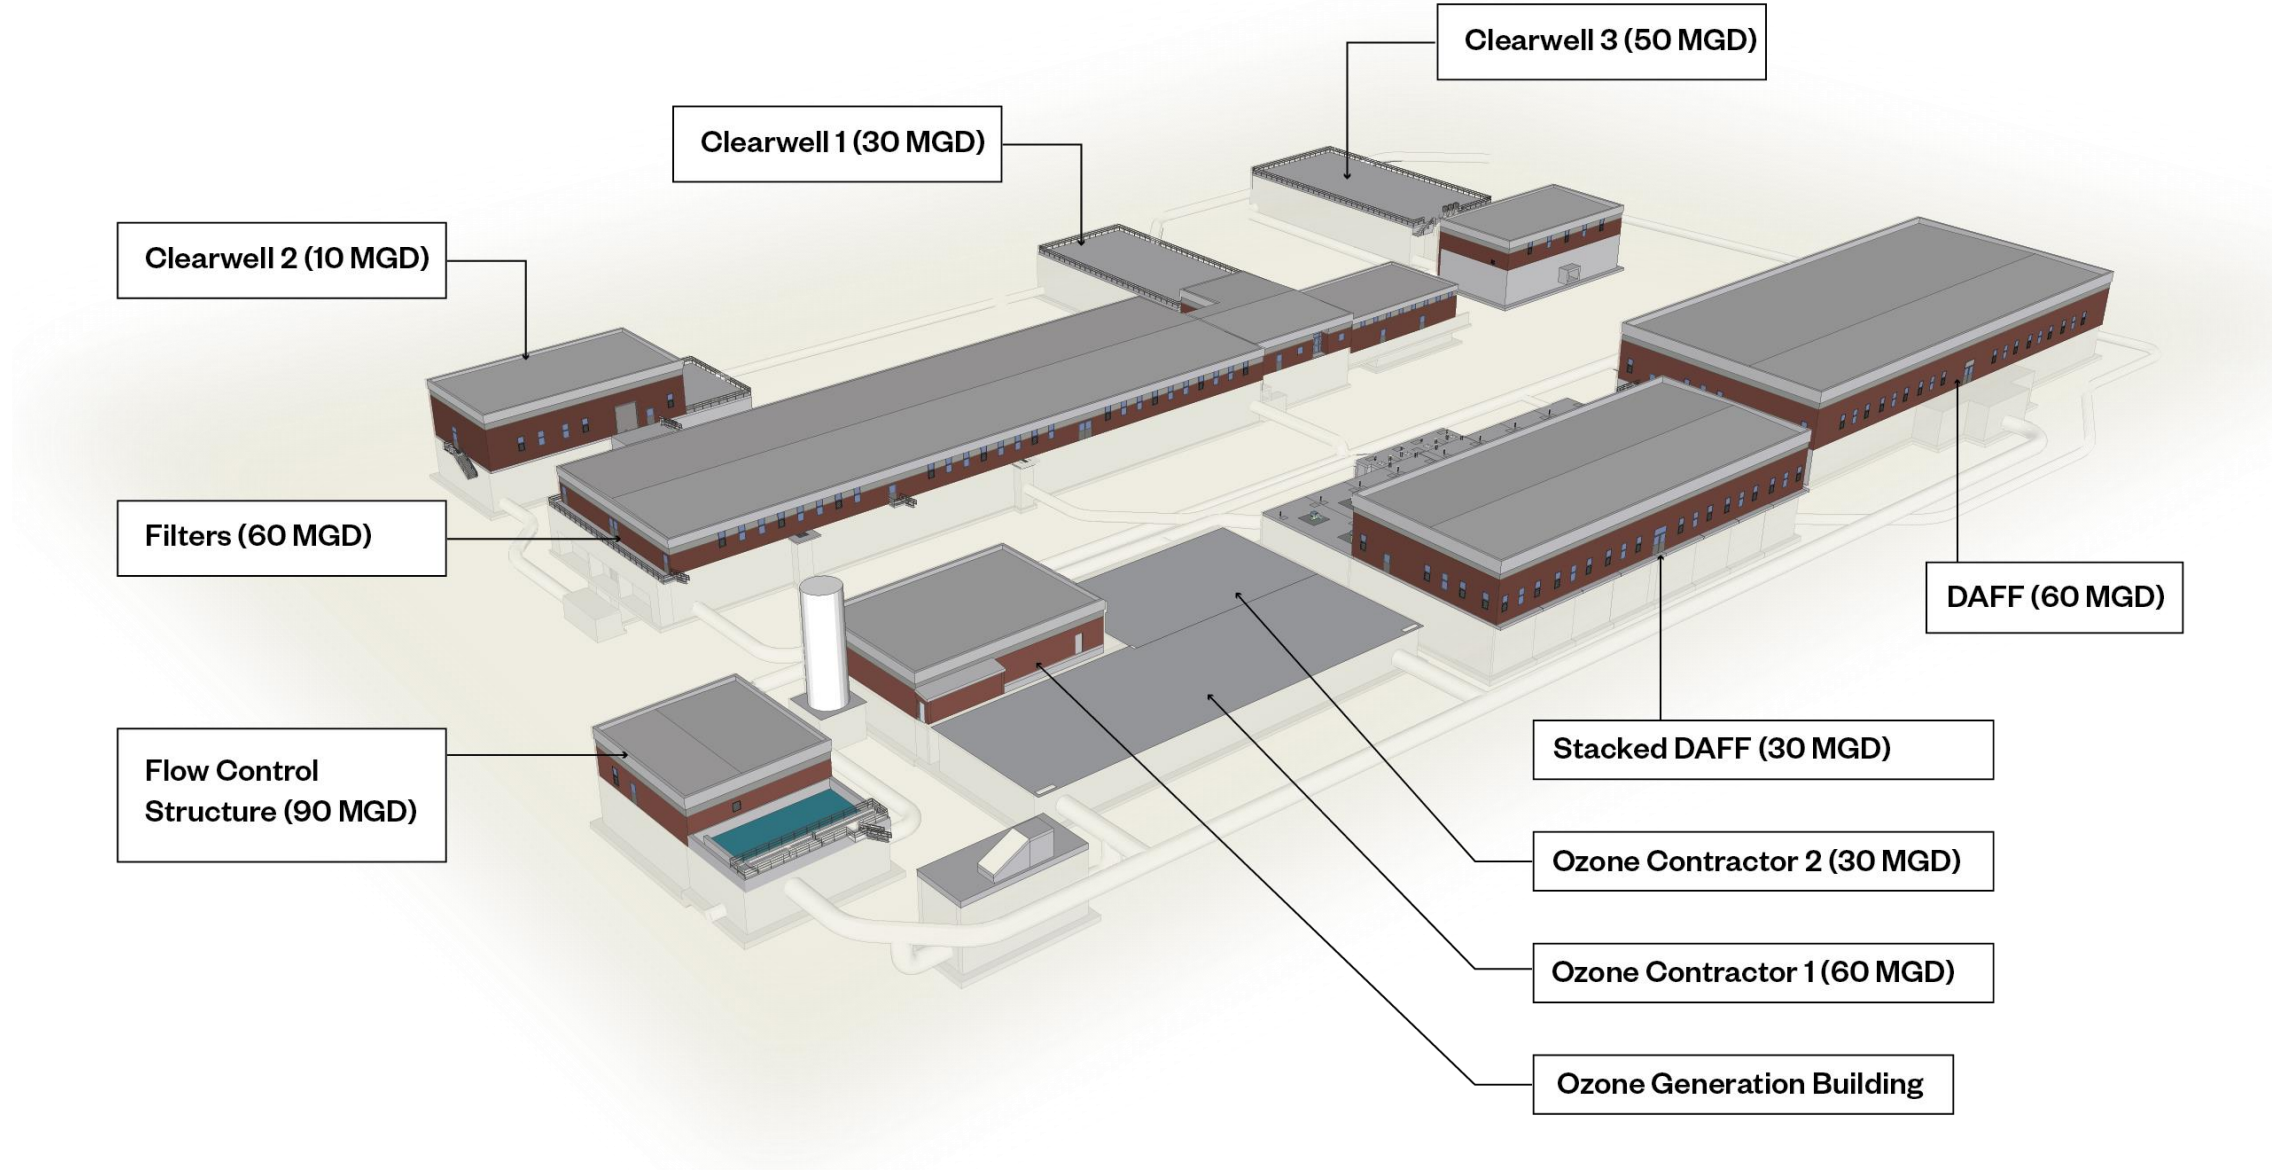 Clearwell 3 (50 MGD)
Clearwell 1 (30 MGD)
Clearwell 2 (10 MGD)
Filters (60 MGD)
DAFF (60 MGD)
Flow Control
Structure (90 MGD)
Stacked DAFF (30 MGD)
Ozone Contractor 2 (30 MGD)
Ozone Contractor 1 (60 MGD)
Ozone Generation Building